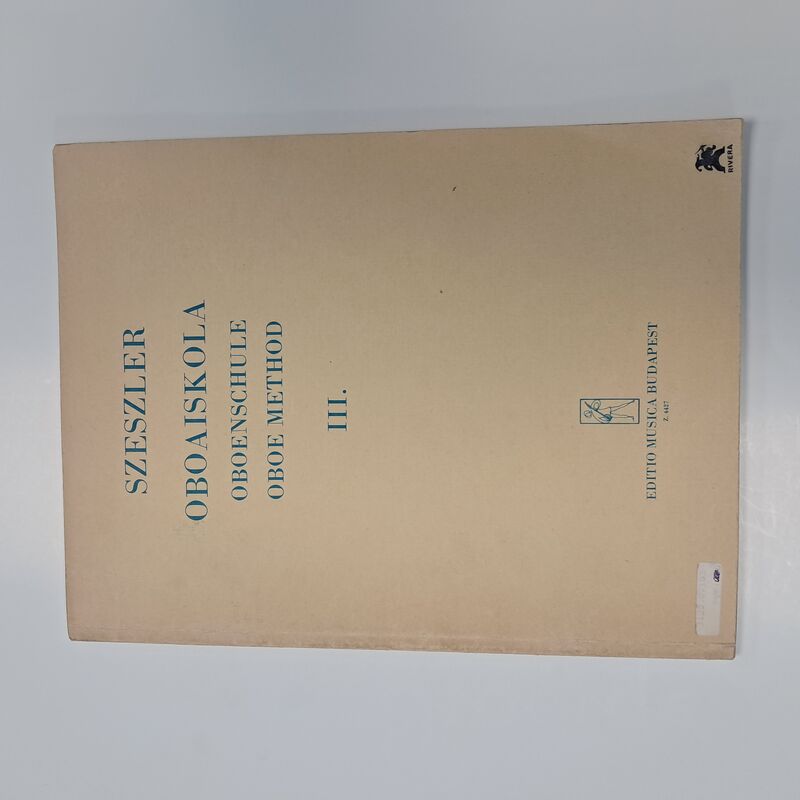 SZESZLER
OBOAISKOLA
OBOENSCHULE
OBOE METHOD
III.
EDITIO MUSICA BUDAPEST
Z. 4427
RIVERA